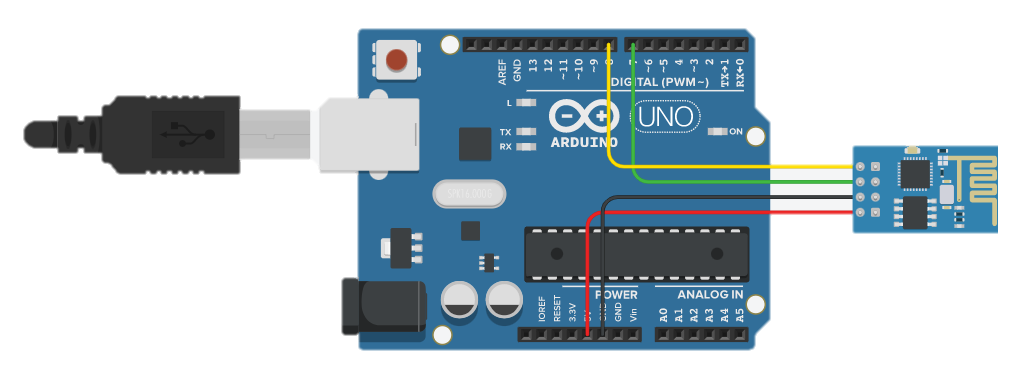 AREF
GND
13
12
~11
~10
~9
8
7
~6
~5
4
~3
2
TX→1
RX←0
DIGITAL (PWM~)
L
TX
RX
ARDUINO
UNO
ON
POWER
ANALOG IN
IOREF
RESET
3.3V
GND
Vin
A0
A1
A2
A3
A4
A5